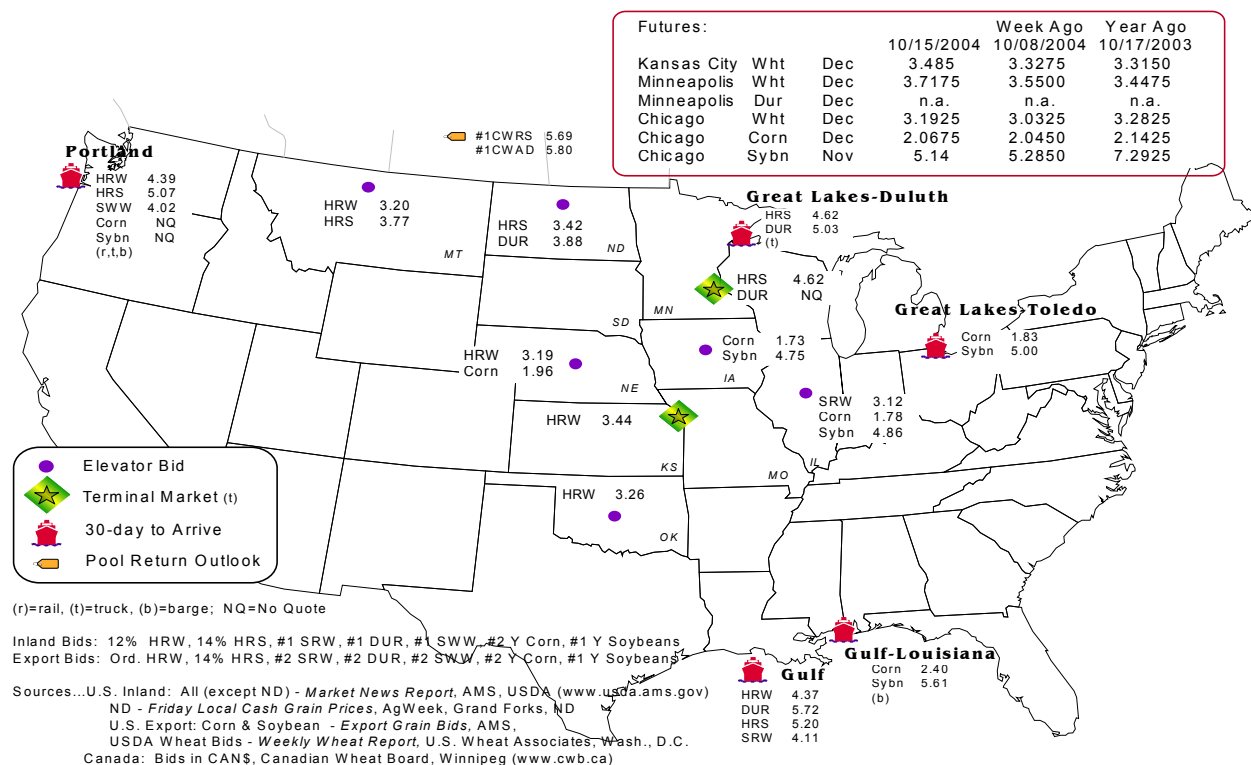 Futures: Week Ago Year Ago
10/15/2004 10/08/2004 10/17/2003
Kansas City Wht Dec 3.485 3.3275 3.3150
Minneapolis Wht Dec 3.7175 3.5500 3.4475
Minneapolis Dur Dec n.a. n.a. n.a.
Chicago Wht Dec 3.1925 3.0325 3.2825
Chicago Corn Dec 2.0675 2.0450 2.1425
Chicago Sybn Nov 5.14 5.2850 7.2925
#1CWRS 5.69
#1CWAD 5.80
Portland
HRW 4.39
HRS 5.07
SWW 4.02
Corn NQ
Sybn NQ
(r,t,b)
HRW 3.20
HRS 3.77
MT
HRS 3.42
DUR 3.88
ND
Great Lakes-Duluth
HRS 4.62
DUR 5.03
(t)
HRS 4.62
DUR NQ
MN
SD
Great Lakes-Toledo
Corn 1.83
Sybn 5.00
HRW 3.19
Corn 1.96
NE
Corn 1.73
Sybn 4.75
IA
SRW 3.12
Corn 1.78
Sybn 4.86
IL
HRW 3.44
KS
MO
HRW 3.26
OK
Elevator Bid
Terminal Market (t)
30-day to Arrive
Pool Return Outlook
Gulf-Louisiana
Corn 2.40
Sybn 5.61
(b)
Gulf
HRW 4.37
DUR 5.72
HRS 5.20
SRW 4.11
(r)=rail, (t)=truck, (b)=barge; NQ=No Quote
Inland Bids: 12% HRW, 14% HRS, #1 SRW, #1 DUR, #1 SWW, #2 Y Corn, #1 Y Soybeans
Export Bids: Ord. HRW, 14% HRS, #2 SRW, #2 DUR, #2 SWW, #2 Y Corn, #1 Y Soybeans
Sources...U.S. Inland: All (except ND) - Market News Report, AMS, USDA (www.usda.ams.gov)
ND - Friday Local Cash Grain Prices, AgWeek, Grand Forks, ND
U.S. Export: Corn & Soybean - Export Grain Bids, AMS,
USDA Wheat Bids - Weekly Wheat Report, U.S. Wheat Associates, Wash., D.C.
Canada: Bids in CAN$, Canadian Wheat Board, Winnipeg (www.cwb.ca)